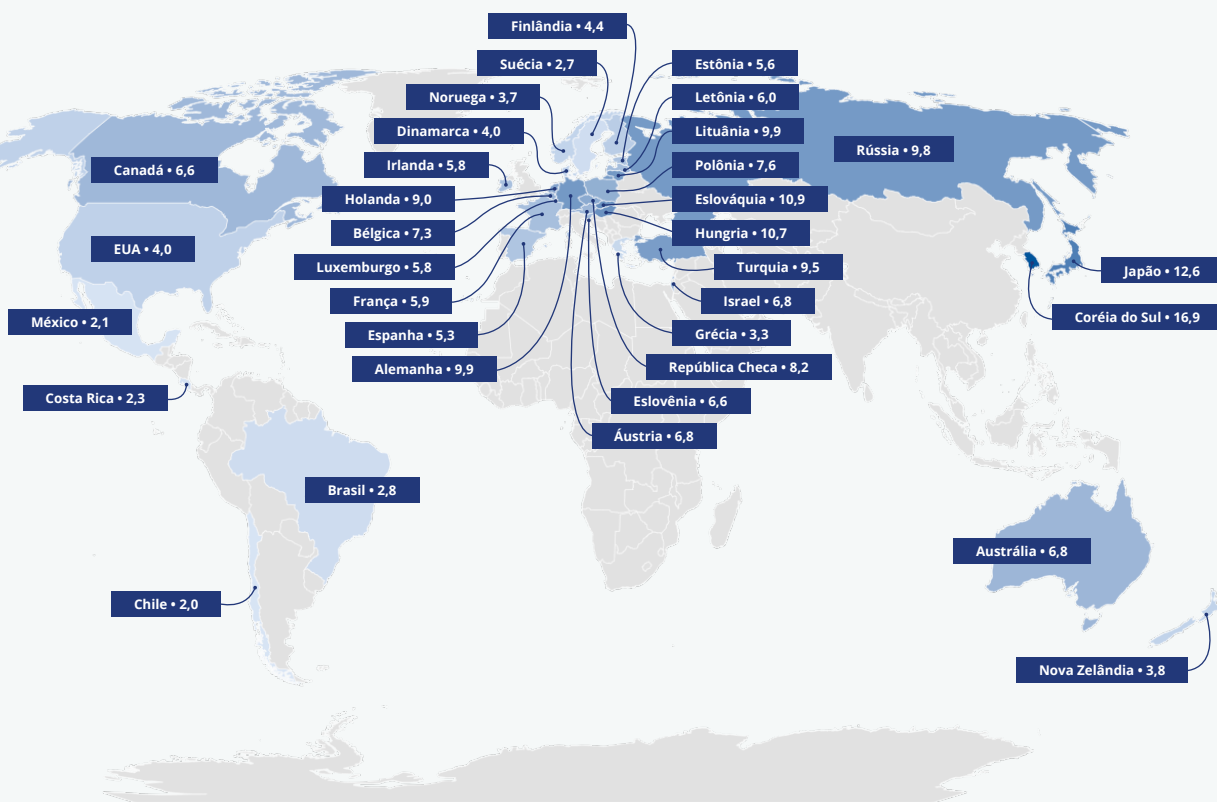 Finlândia • 4,4
Suécia • 2,7
Estônia • 5,6
Noruega • 3,7
Letônia • 6,0
Dinamarca • 4,0
Lituânia • 9,9
Rússia • 9,8
Irlanda • 5,8
Polônia • 7,6
Canadá • 6,6
Holanda • 9,0
Eslováquia • 10,9
Bélgica • 7,3
Hungria • 10,7
EUA • 4,0
Luxemburgo • 5,8
Turquia • 9,5
Japão • 12,6
França • 5,9
Israel • 6,8
Coréia do Sul • 16,9
México • 2,1
Espanha • 5,3
Grécia • 3,3
Alemanha • 9,9
República Checa • 8,2
Costa Rica • 2,3
Eslovênia • 6,6
Áustria • 6,8
Brasil • 2,8
Austrália • 6,8
Chile • 2,0
Nova Zelândia • 3,8